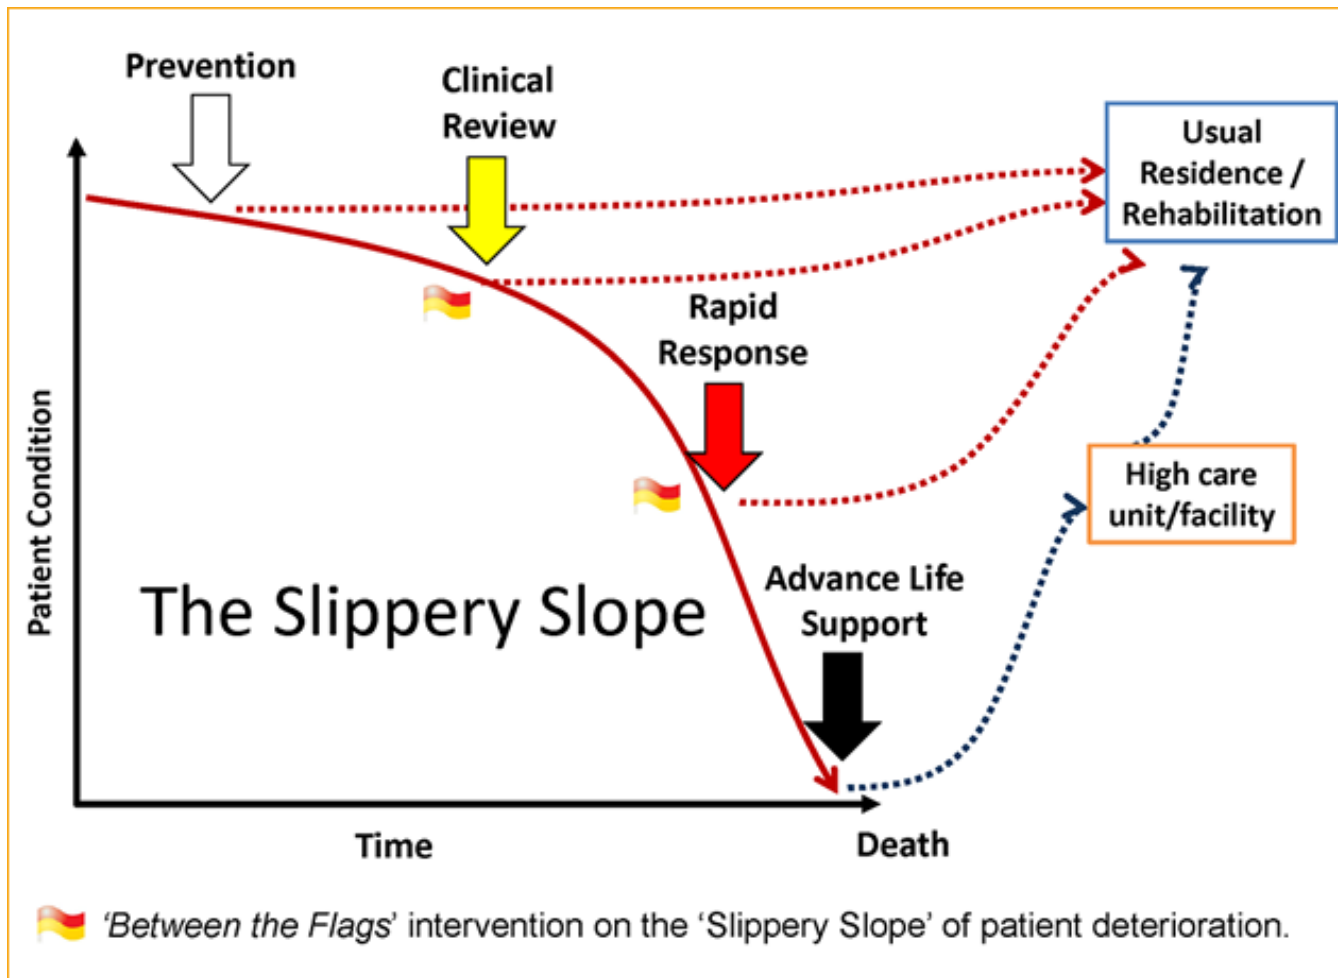 Prevention
Clinical
Review
Usual
Residence /
Rehabilitation
Rapid
Response
High care
unit/facility
Patient Condition
The Slippery Slope
Advance Life
Support
Time
Death
'Between the Flags' intervention on the 'Slippery Slope' of patient deterioration.